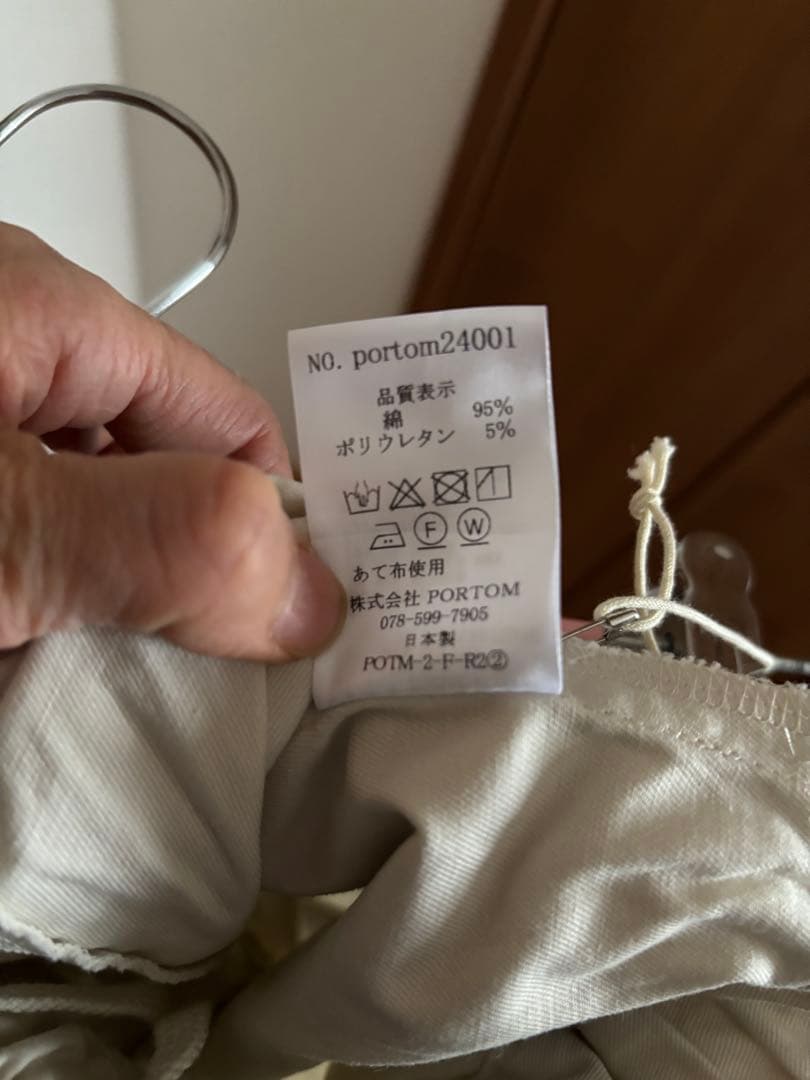 NO. portom24001
品質表示
綿 95%
ポリウレタン 5%
F W
あて布使用
株式会社 PORTOM
078-599-7905
日本製
POTM-2-F-R2②